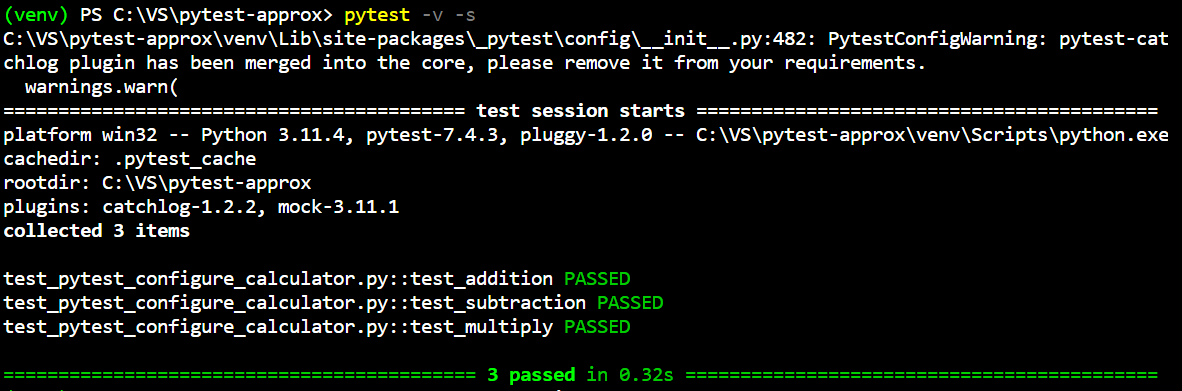 (venv) PS C:\VS\pytest-approx> pytest -v -s
C:\VS\pytest-approx\venv\Lib\site-packages\_pytest\config\__init__.py:482: PytestConfigWarning: pytest-cat
chlog plugin has been merged into the core, please remove it from your requirements.
  warnings.warn(
========================================== test session starts ==========================================
platform win32 -- Python 3.11.4, pytest-7.4.3, pluggy-1.2.0 -- C:\VS\pytest-approx\venv\Scripts\python.exe
cachedir: .pytest_cache
rootdir: C:\VS\pytest-approx
plugins: catchlog-1.2.2, mock-3.11.1
collected 3 items

test_pytest_configure_calculator.py::test_addition PASSED
test_pytest_configure_calculator.py::test_subtraction PASSED
test_pytest_configure_calculator.py::test_multiply PASSED

=========================================== 3 passed in 0.32s ===========================================